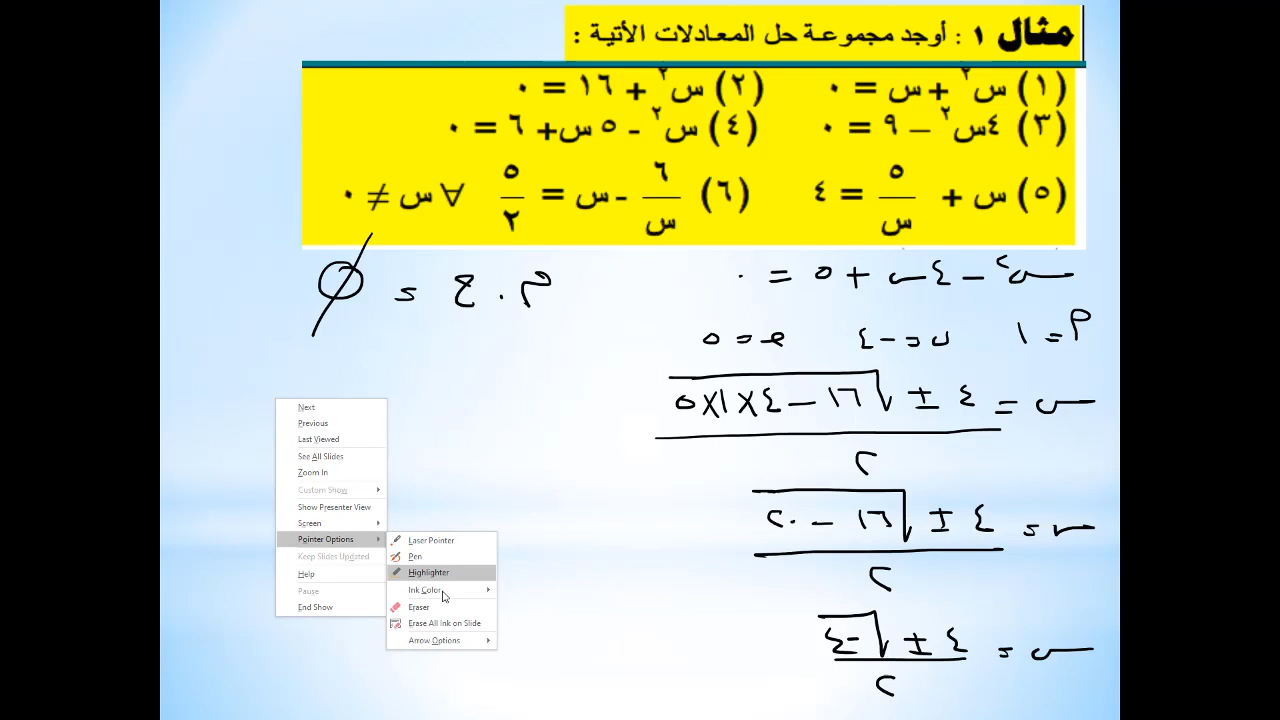 مثال ١ : أوجد مجموعة حل المعادلات الأتية :
(١) س٢ + س = ٠
(٢) س٢ + ١٦ = ٠
(٣) ٤س٢ – ٩ = ٠
(٤) س٢ - ٥ س+ ٦ = ٠
(٥) س + ٥/س = ٤
(٦) ٦/س - س = ٥/٢ ∀ س ≠ ٠
س٢ - ٤س + ٥ = ٠
م . ع = ∅
٩ = ١ ب = -٤ حـ = ٥
س = (٤ ± √(١٦ - ٤×١×٥))/٢
س = (٤ ± √(١٦ - ٢٠))/٢
س = (٤ ± √-٤)/٢
Next
Previous
Last Viewed
See All Slides
Zoom In
Custom Show
Show Presenter View
Screen
Pointer Options
Keep Slides Updated
Help
Pause
End Show
Laser Pointer
Pen
Highlighter
Ink Color
Eraser
Erase All Ink on Slide
Arrow Options